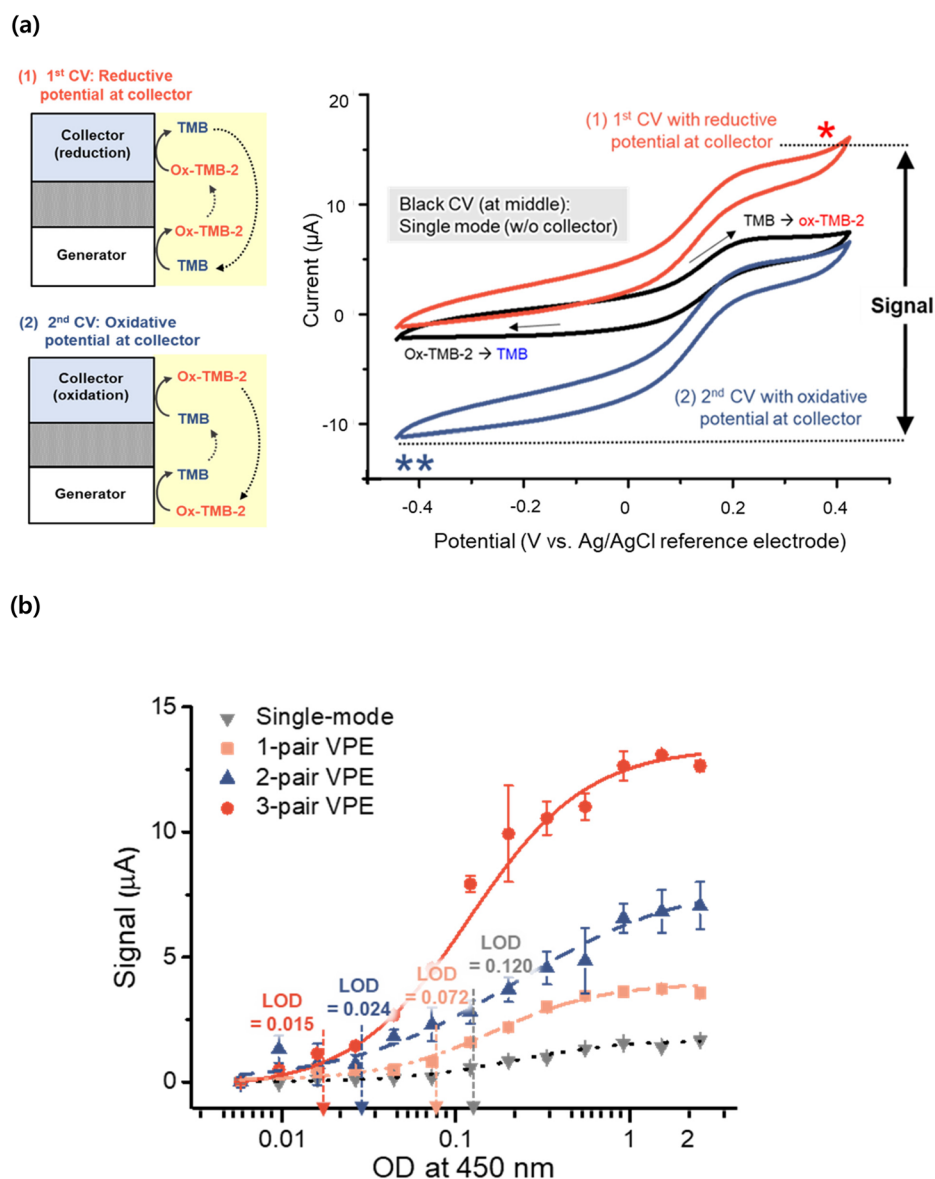 (a)
(1) 1st CV: Reductive
potential at collector
Collector
(reduction)
TMB
Ox-TMB-2
Ox-TMB-2
Generator
TMB
(2) 2nd CV: Oxidative
potential at collector
Collector
(oxidation)
Ox-TMB-2
TMB
TMB
Generator
Ox-TMB-2
20
10
0
-10
Current (µA)
(1) 1st CV with reductive
potential at collector
*
Black CV (at middle):
Single mode (w/o collector)
TMB → ox-TMB-2
Signal
Ox-TMB-2 → TMB
(2) 2nd CV with oxidative
potential at collector
**
-0.4 -0.2 0 0.2 0.4
Potential (V vs. Ag/AgCl reference electrode)
(b)
15
10
5
0
Signal (µA)
Single-mode
1-pair VPE
2-pair VPE
3-pair VPE
LOD
= 0.015
LOD
= 0.024
LOD
= 0.072
LOD
= 0.120
0.01 0.1 1 2
OD at 450 nm